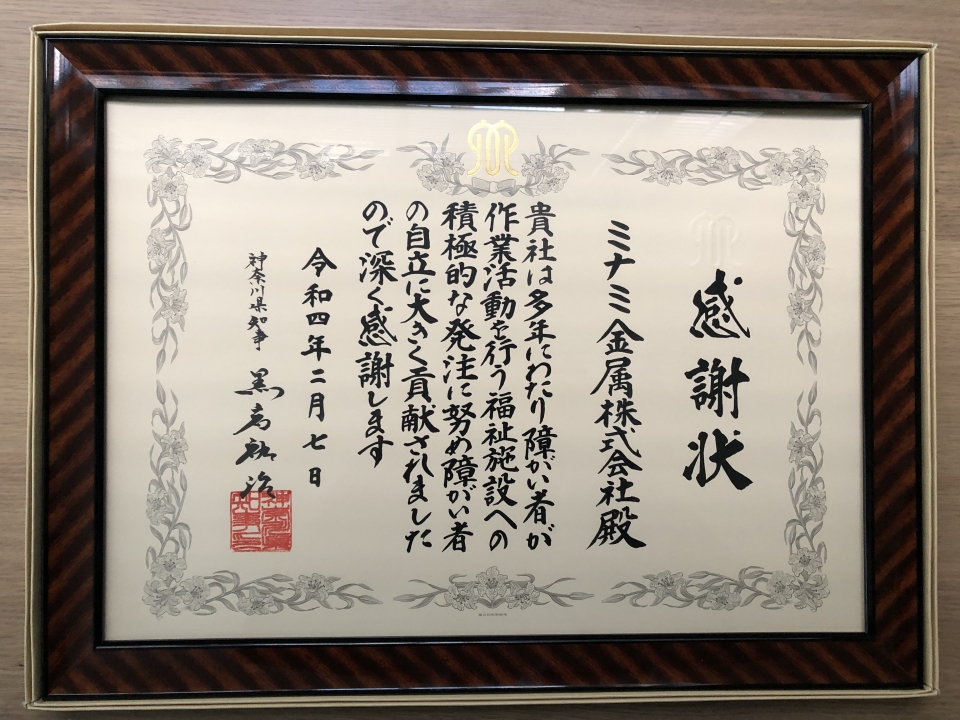 感謝状
ミナミ金属株式会社殿
貴社は多年にわたり障がい者が
作業活動を行う福祉施設への
積極的な発注に努め障がい者
の自立に大きく貢献されました
ので深く感謝します
令和四年二月七日
神奈川県知事 黒岩祐治